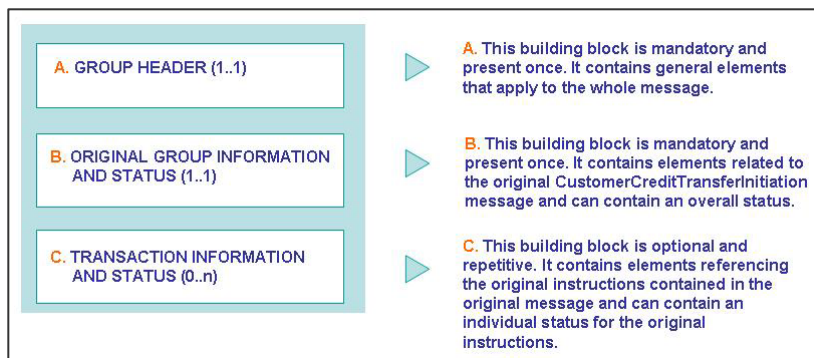 A. GROUP HEADER (1..1)
A. This building block is mandatory and
present once. It contains general elements
that apply to the whole message.
B. ORIGINAL GROUP INFORMATION
AND STATUS (1..1)
B. This building block is mandatory and
present once. It contains elements related to
the original CustomerCreditTransferInitiation
message and can contain an overall status.
C. TRANSACTION INFORMATION
AND STATUS (0..n)
C. This building block is optional and
repetitive. It contains elements referencing
the original instructions contained in the
original message and can contain an
individual status for the original
instructions.